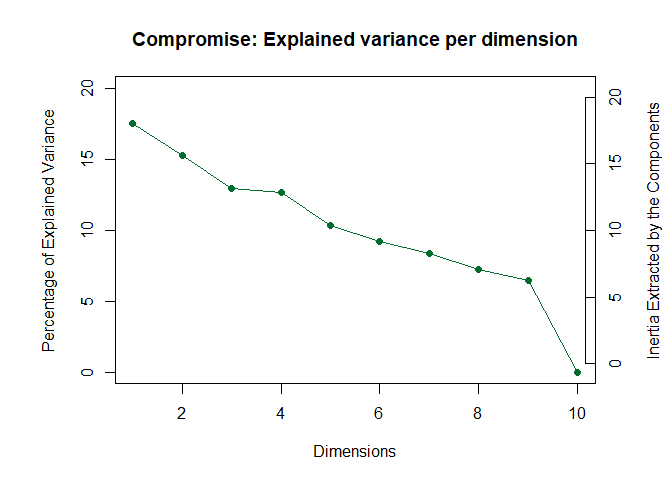 Compromise: Explained variance per dimension
Percentage of Explained Variance
20
15
10
5
0
20
15
10
5
0
Inertia Extracted by the Components
2 4 6 8 10
Dimensions